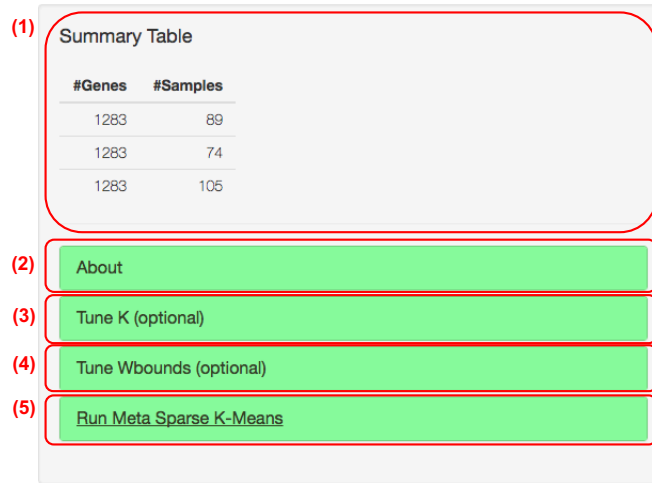 (1)
Summary Table
#Genes #Samples
1283 89
1283 74
1283 105
(2) About
(3) Tune K (optional)
(4) Tune Wbounds (optional)
(5) Run Meta Sparse K-Means